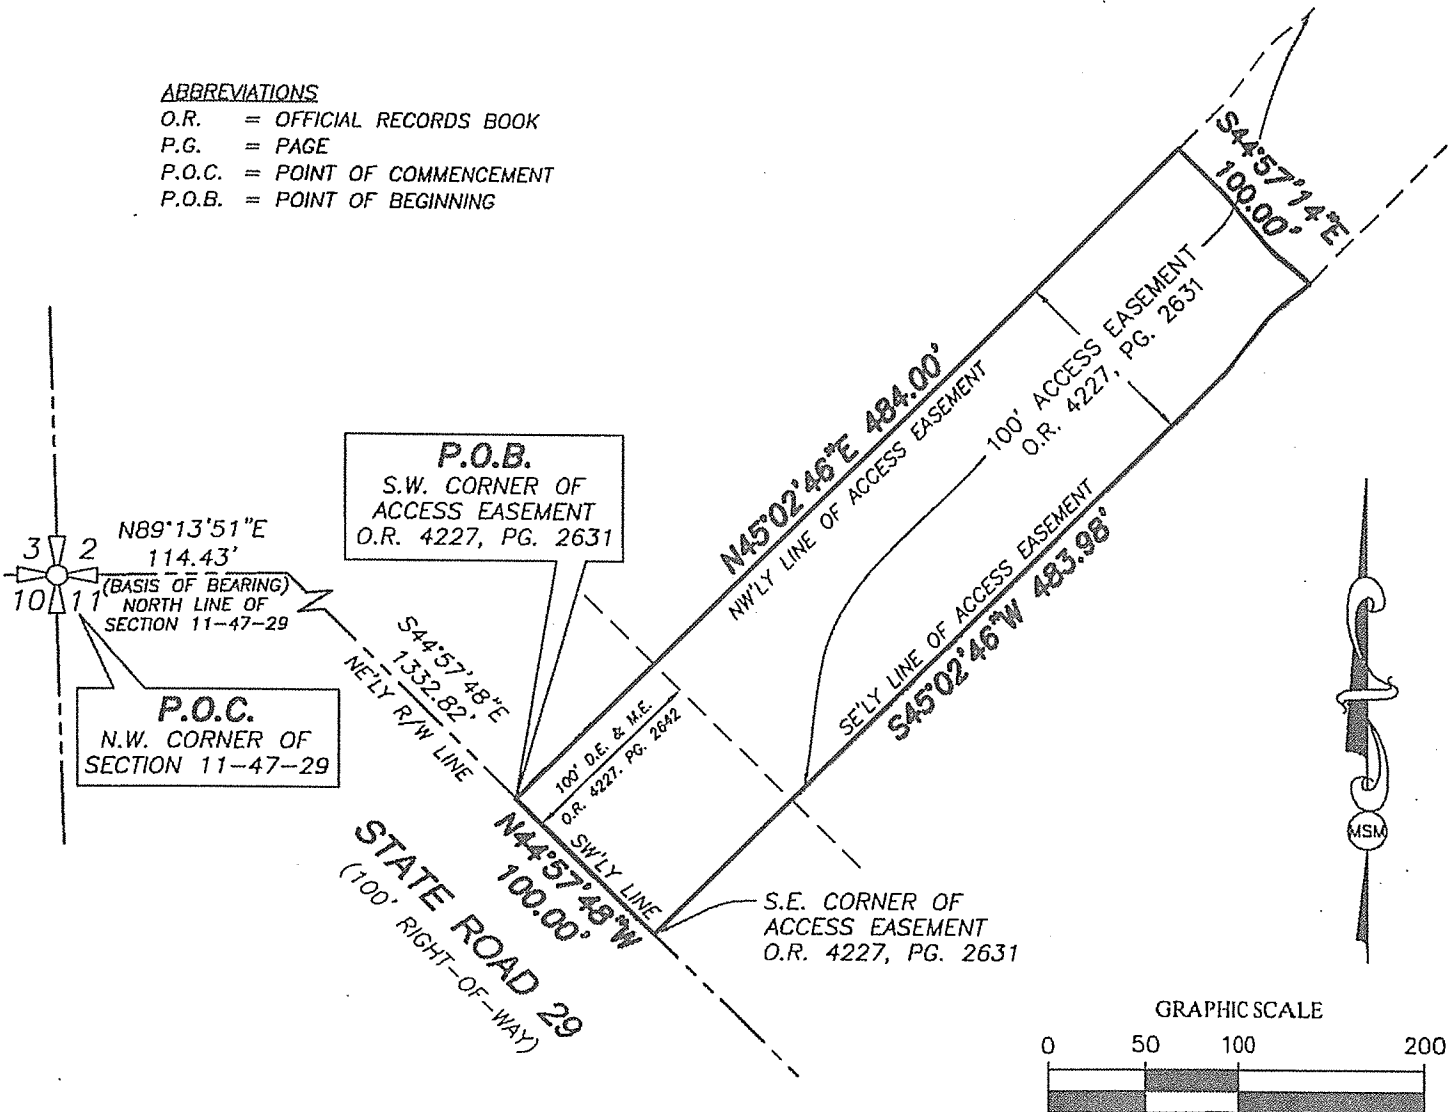 ABBREVIATIONS
O.R. = OFFICIAL RECORDS BOOK
P.G. = PAGE
P.O.C. = POINT OF COMMENCEMENT
P.O.B. = POINT OF BEGINNING
S44°57'14"E
100.00'
100' ACCESS EASEMENT
O.R. 4227, PG. 2631
N45°02'46"E 484.00'
NW'LY LINE OF ACCESS EASEMENT
SE'LY LINE OF ACCESS EASEMENT
S45°02'46"W 483.98'
P.O.B.
S.W. CORNER OF
ACCESS EASEMENT
O.R. 4227, PG. 2631
3 2
10 11
N89°13'51"E
114.43'
(BASIS OF BEARING)
NORTH LINE OF
SECTION 11-47-29
P.O.C.
N.W. CORNER OF
SECTION 11-47-29
S44°57'48"E
1332.82'
NE'LY R/W LINE
100' D.E. & M.E.
O.R. 4227. PG. 2642
SW'LY LINE
N44°57'48"W
100.00'
STATE ROAD 29
(100' RIGHT-OF-WAY)
S.E. CORNER OF
ACCESS EASEMENT
O.R. 4227, PG. 2631
MSM
GRAPHIC SCALE
0 50 100 200